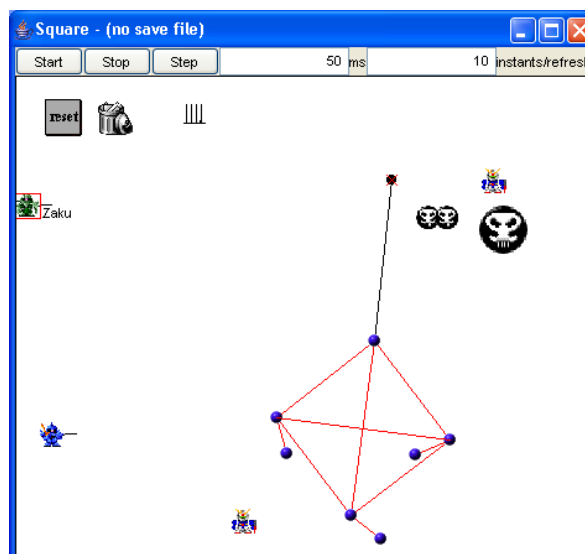 Square - (no save file)
Start Stop Step 50 ms 10 instants/refresh
reset
Zaku